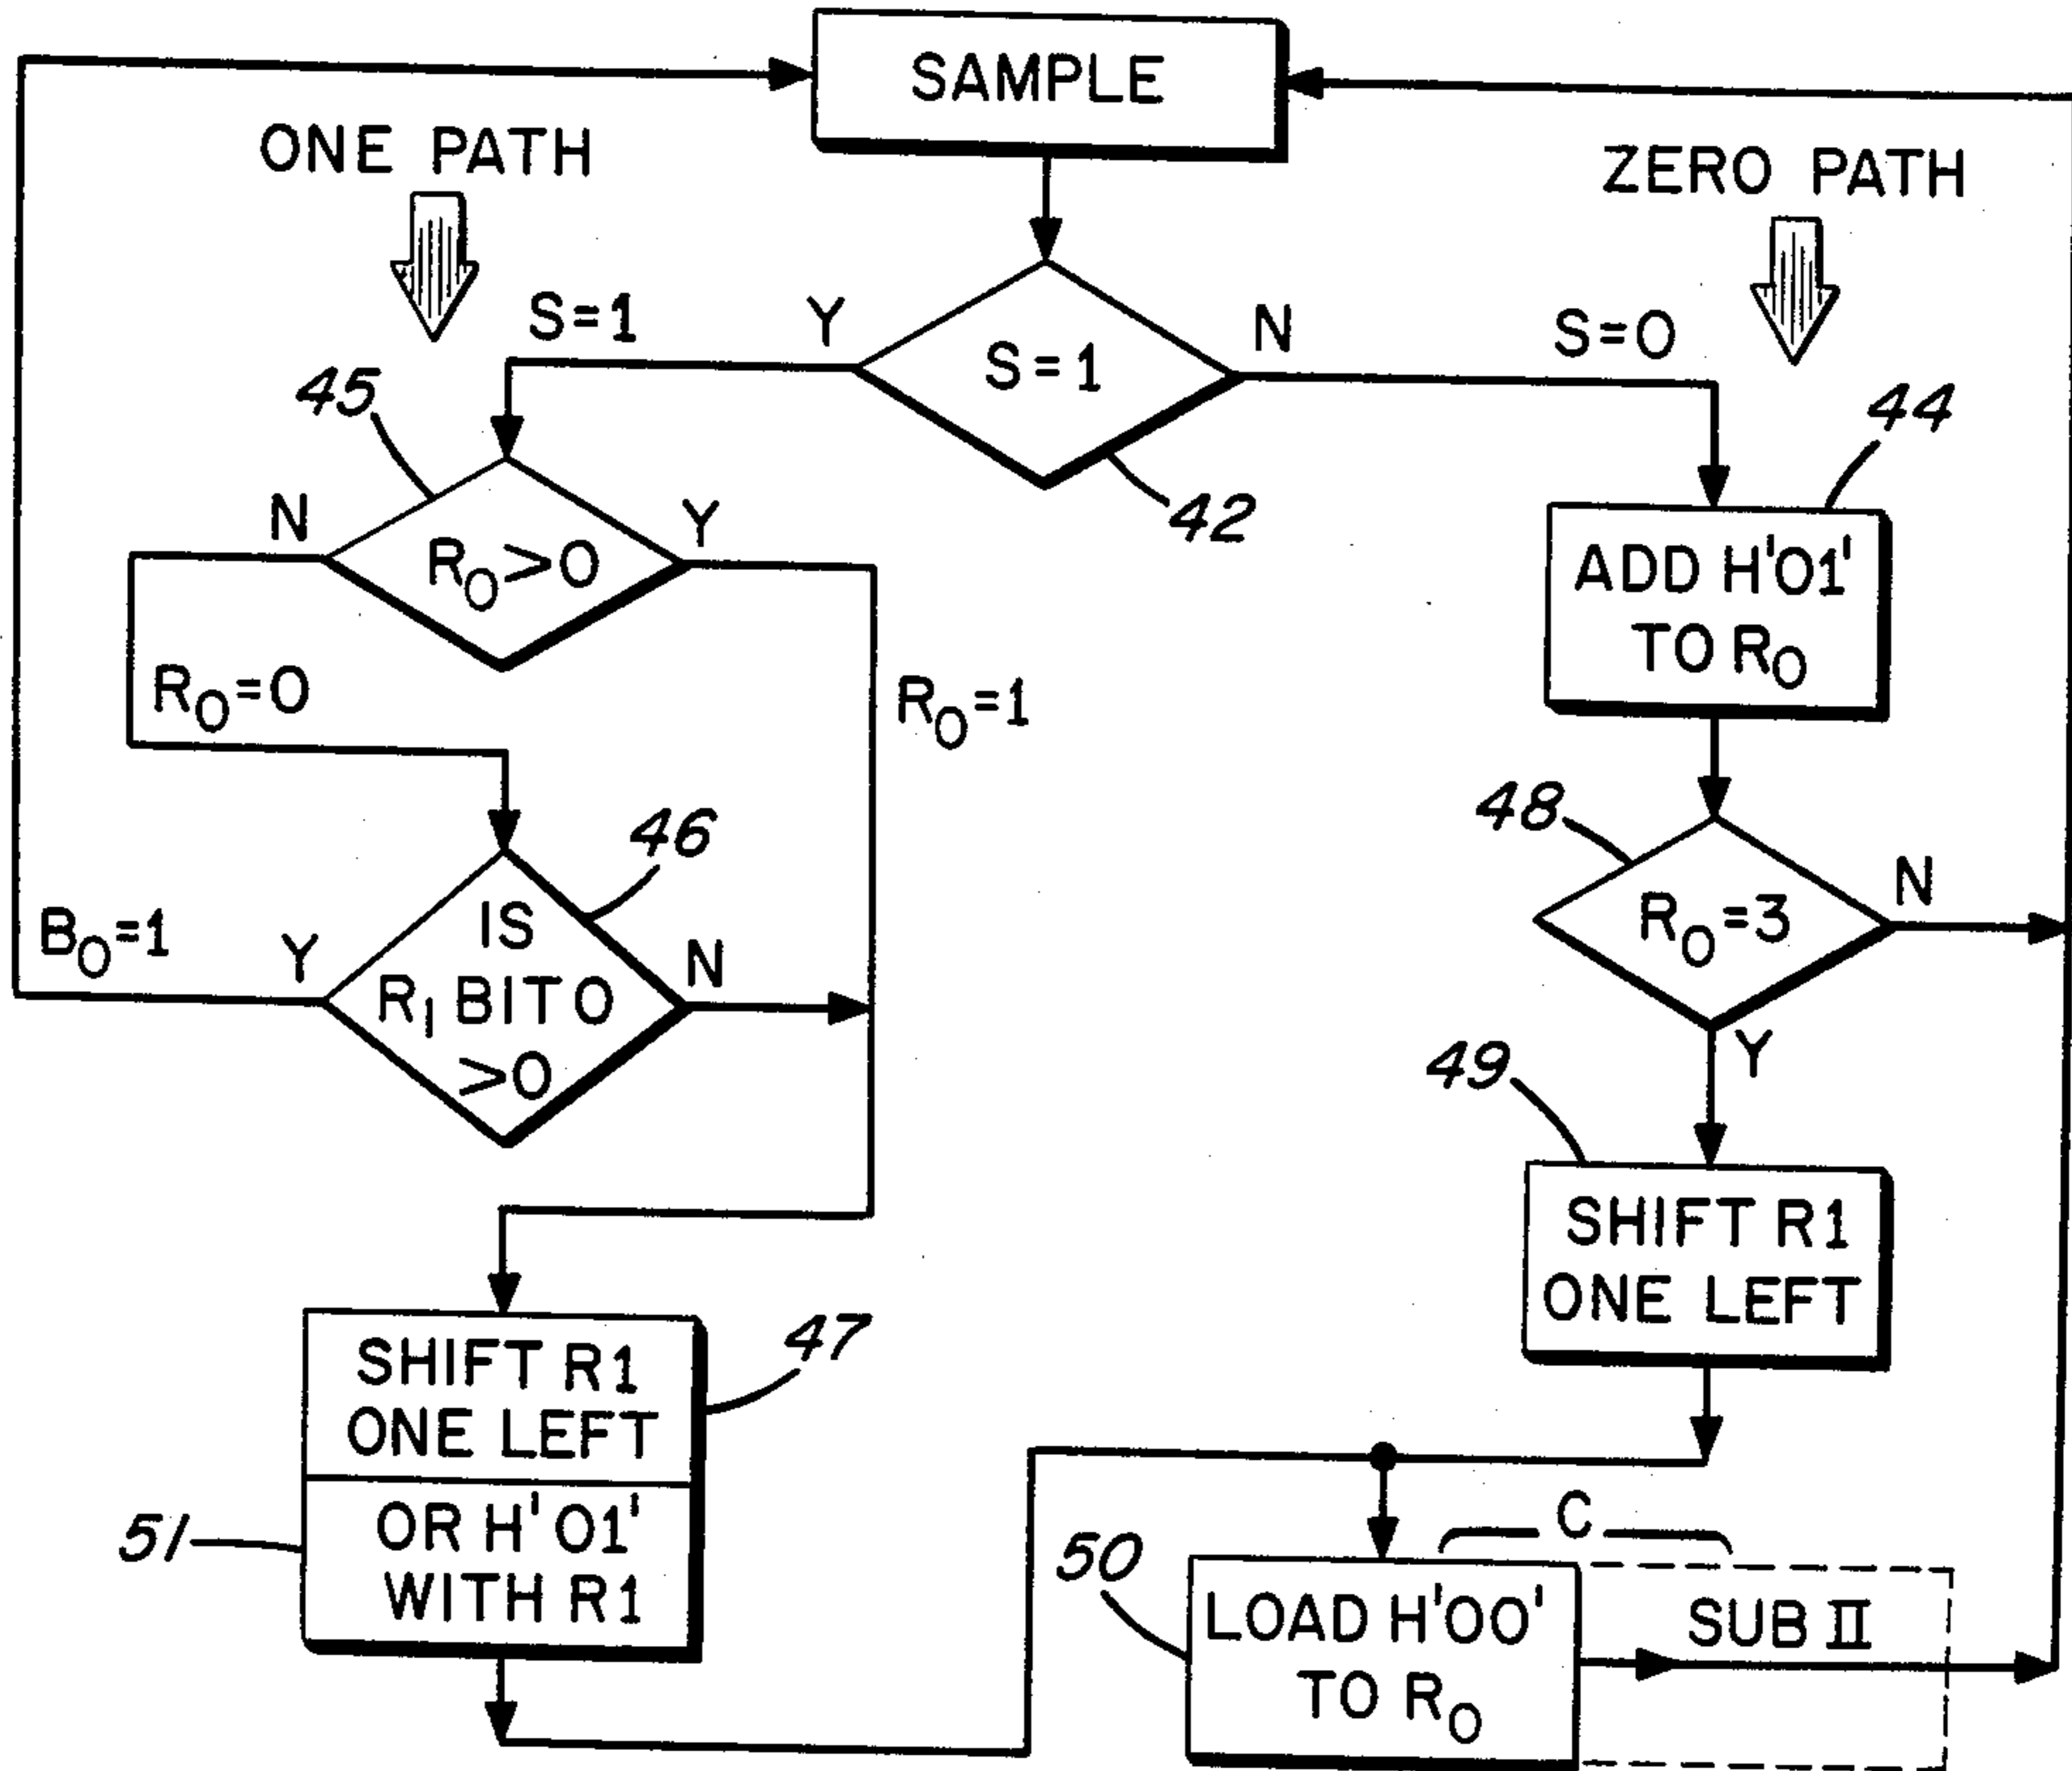 SAMPLE
ONE PATH
ZERO PATH
S=1
Y
S=1
N
S=0
45
42
44
N
R0>0
Y
ADD H'01'
TO R0
R0=0
R0=1
46
48
R0=3
N
B0=1
Y
IS
R1 BIT 0
>0
N
Y
49
SHIFT R1
ONE LEFT
SHIFT R1
ONE LEFT
47
OR H'01'
WITH R1
51
C
50
LOAD H'00'
TO R0
SUB II